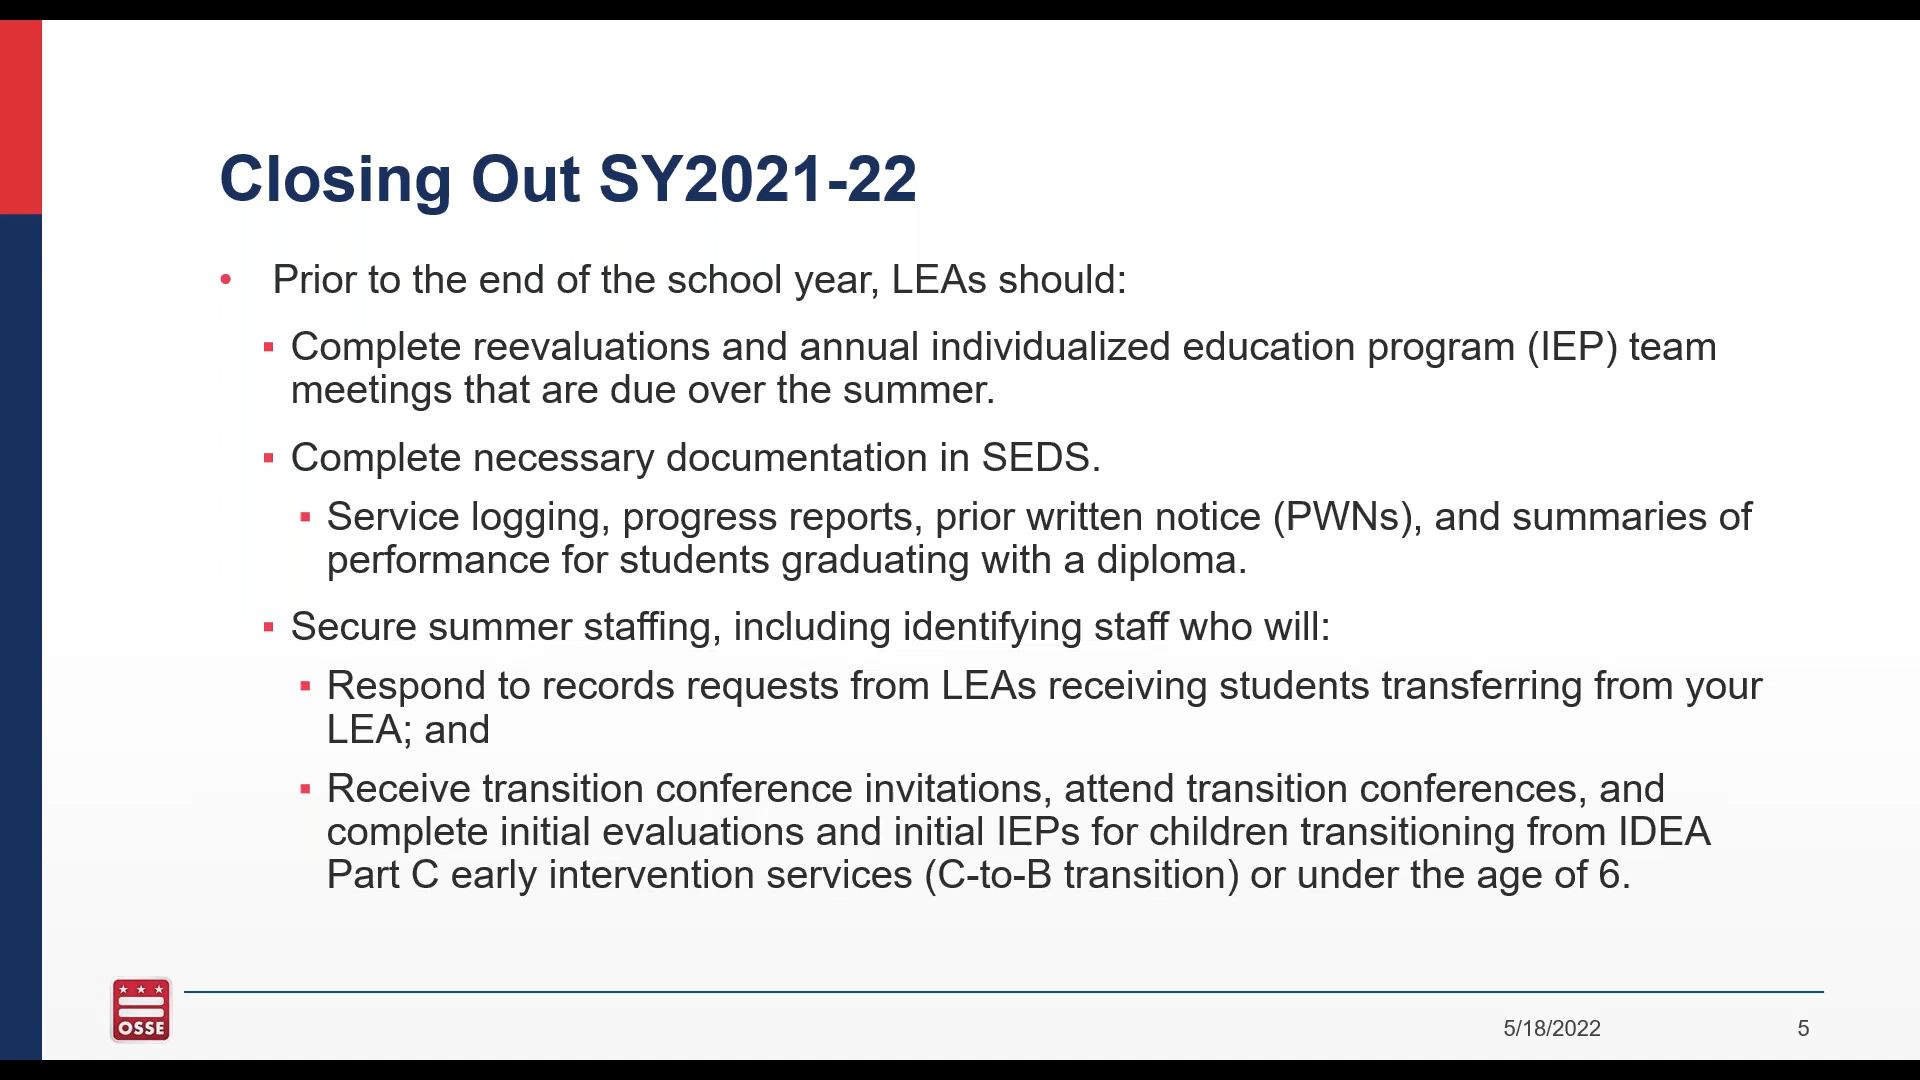 Closing Out SY2021-22
• Prior to the end of the school year, LEAs should:
▪ Complete reevaluations and annual individualized education program (IEP) team
meetings that are due over the summer.
▪ Complete necessary documentation in SEDS.
▪ Service logging, progress reports, prior written notice (PWNs), and summaries of
performance for students graduating with a diploma.
▪ Secure summer staffing, including identifying staff who will:
▪ Respond to records requests from LEAs receiving students transferring from your
LEA; and
▪ Receive transition conference invitations, attend transition conferences, and
complete initial evaluations and initial IEPs for children transitioning from IDEA
Part C early intervention services (C-to-B transition) or under the age of 6.
OSSE
5/18/2022 5